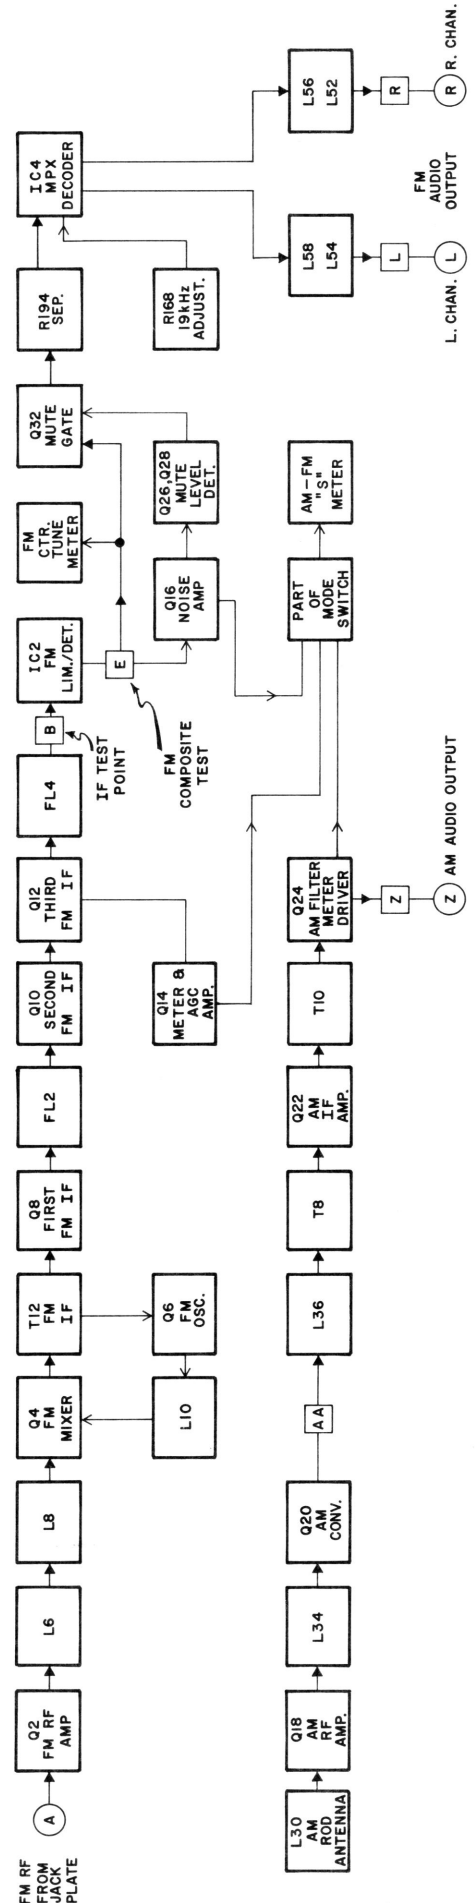 FM RF
FROM
JACK
PLATE
A
Q2
FM RF
AMP
L6
L8
Q4
FM
MIXER
T12
FM
IF
Q8
FIRST
FM IF
FL2
Q10
SECOND
FM IF
Q12
THIRD
FM IF
FL4
B
IF TEST
POINT
IC2
FM
LIM./DET.
FM
CTR.
TUNE
METER
Q32
MUTE
GATE
R194
SEP.
IC4
MPX
DECODER
L10
Q6
FM
OSC.
Q14
METER &
AGC
AMP.
E
FM
COMPOSITE
TEST
Q16
NOISE
AMP
Q26,Q28
MUTE
LEVEL
DET.
R168
19kHz
ADJUST.
L30
AM
ROD
ANTENNA
Q18
AM
RF
AMP.
L34
Q20
AM
CONV.
AA
L36
T8
Q22
AM
IF
AMP.
T10
Q24
AM FILTER
METER
DRIVER
PART
OF
MODE
SWITCH
AM-FM
"S"
METER
L58
L54
L56
L52
Z
Z
AM AUDIO OUTPUT
L
L
L. CHAN.
FM
AUDIO
OUTPUT
R
R
R. CHAN.